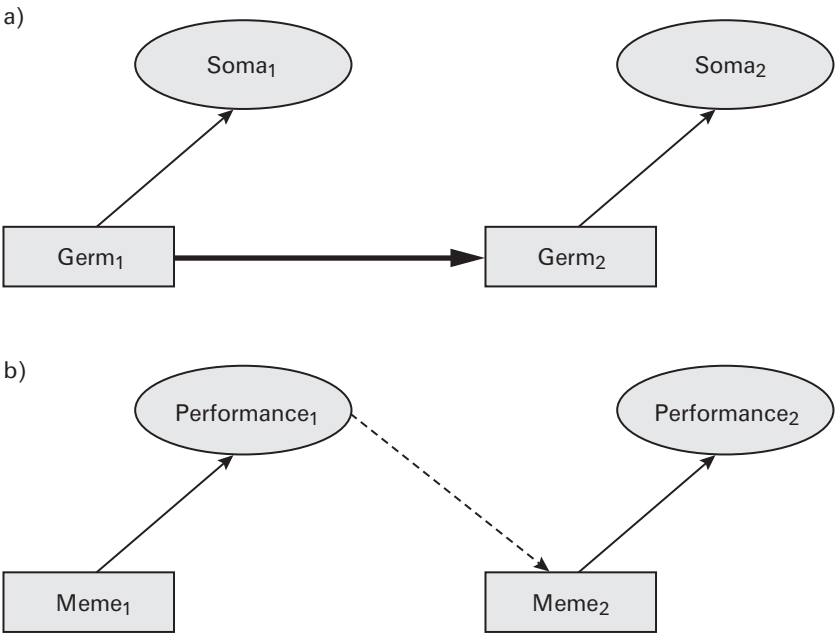 a)
Soma₁
Soma₂
Germ₁
Germ₂
b)
Performance₁
Performance₂
Meme₁
Meme₂